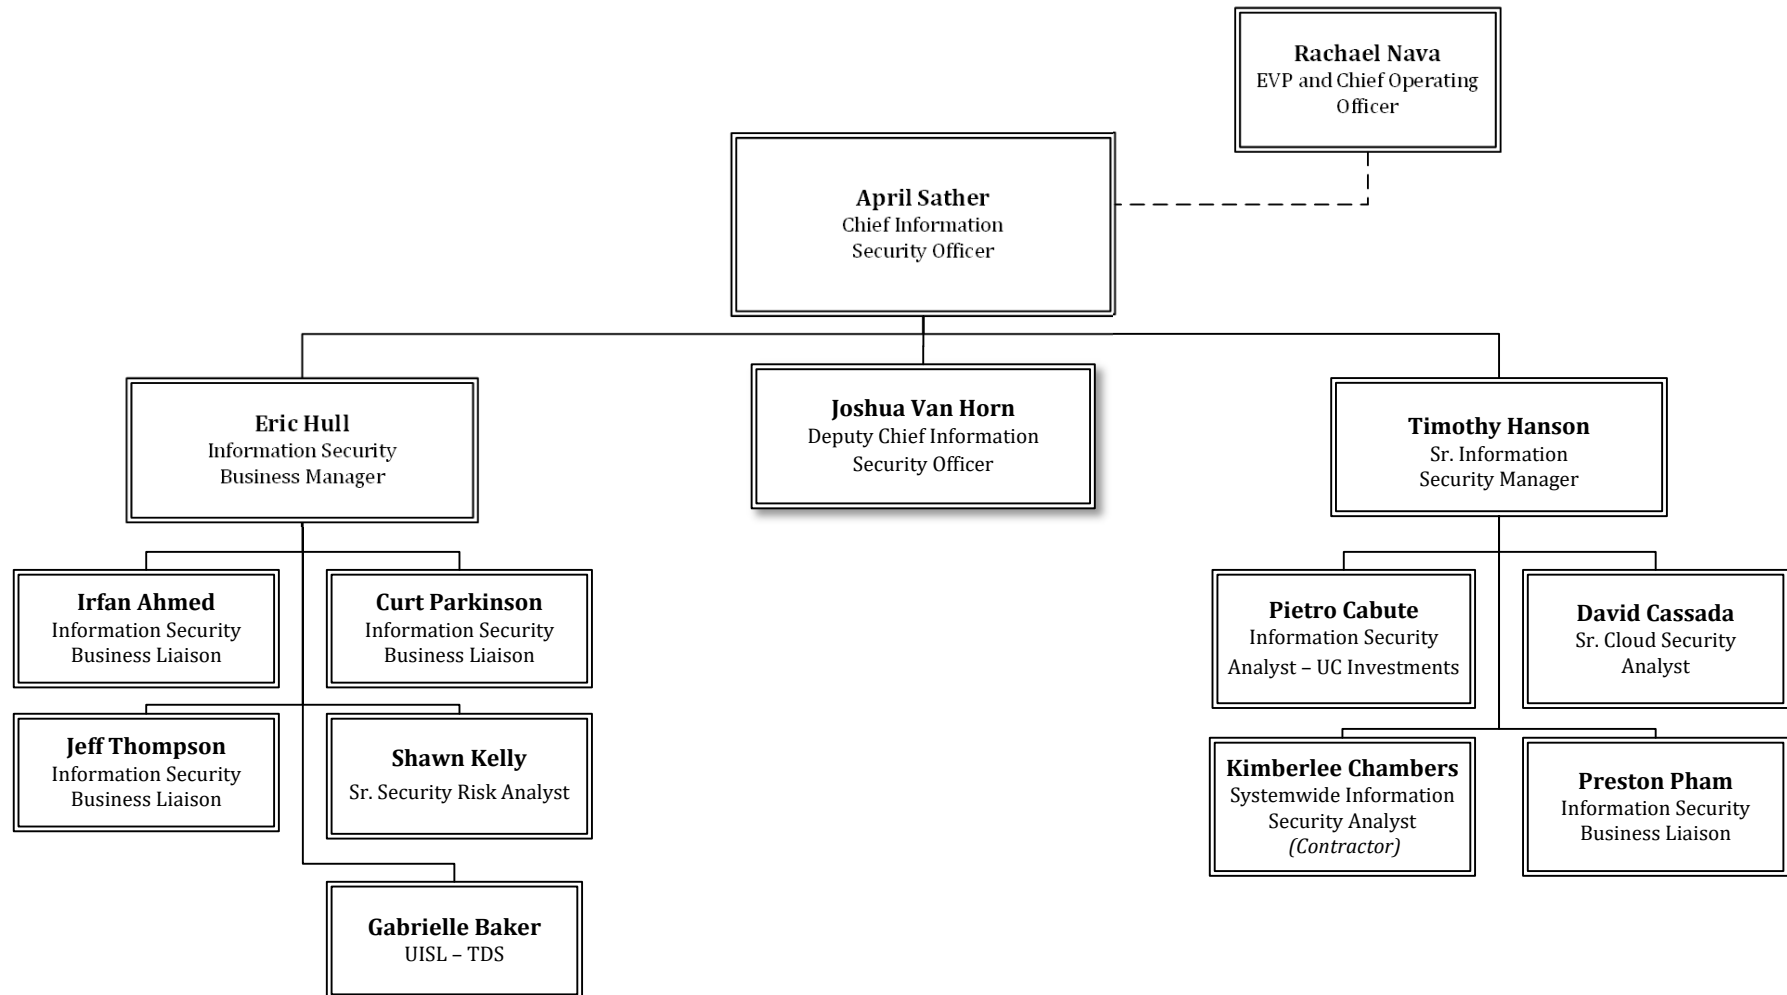 Rachael Nava
EVP and Chief Operating
Officer
April Sather
Chief Information
Security Officer
Eric Hull
Information Security
Business Manager
Joshua Van Horn
Deputy Chief Information
Security Officer
Timothy Hanson
Sr. Information
Security Manager
Irfan Ahmed
Information Security
Business Liaison
Curt Parkinson
Information Security
Business Liaison
Pietro Cabute
Information Security
Analyst – UC Investments
David Cassada
Sr. Cloud Security
Analyst
Jeff Thompson
Information Security
Business Liaison
Shawn Kelly
Sr. Security Risk Analyst
Kimberlee Chambers
Systemwide Information
Security Analyst
(Contractor)
Preston Pham
Information Security
Business Liaison
Gabrielle Baker
UISL – TDS